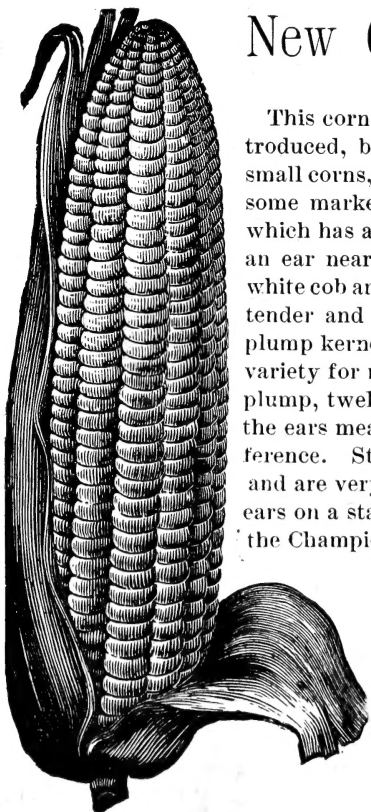 New
This corn
troduced, b
small corns,
some marke
which has a
an ear near
white cob an
tender and
plump kerne
variety for
plump, twel
the ears mea
ference. St
and are very
ears on a sta
the Champi